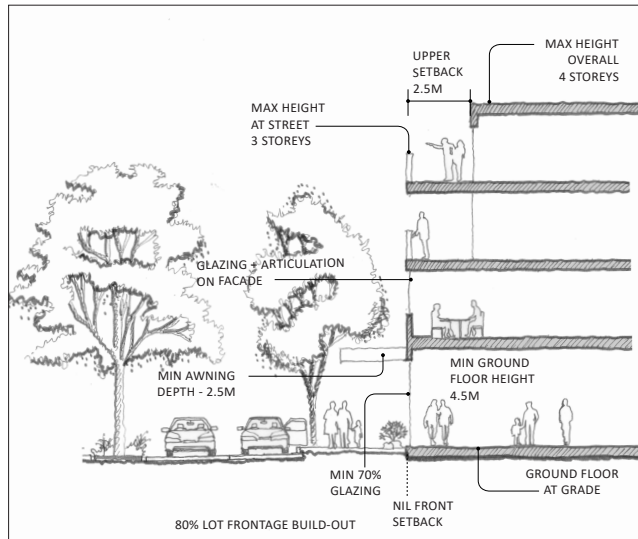 MAX HEIGHT
OVERALL
4 STOREYS
UPPER
SETBACK
2.5M
MAX HEIGHT
AT STREET
3 STOREYS
GLAZING + ARTICULATION
ON FACADE
MIN AWNING
DEPTH - 2.5M
MIN GROUND
FLOOR HEIGHT
4.5M
MIN 70%
GLAZING
GROUND FLOOR
AT GRADE
NIL FRONT
SETBACK
80% LOT FRONTAGE BUILD-OUT